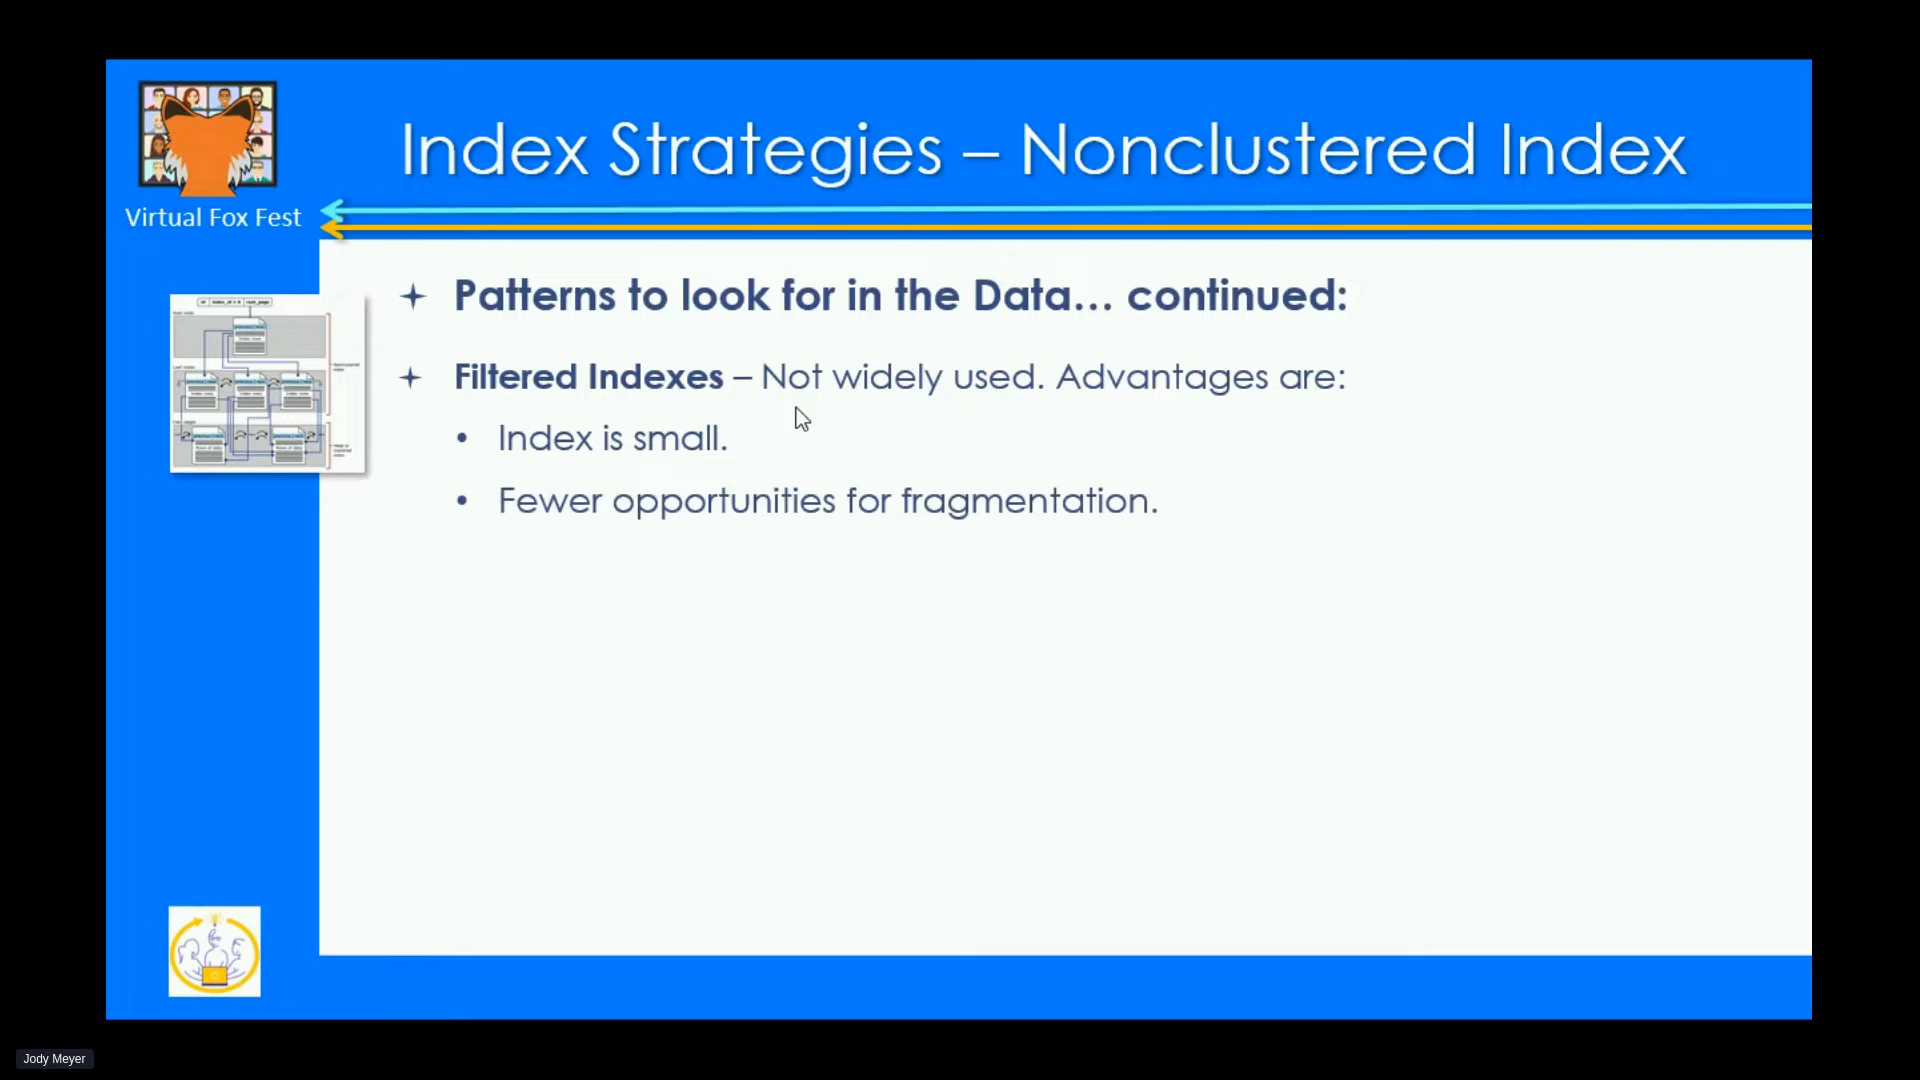 Index Strategies – Nonclustered Index
Virtual Fox Fest
Patterns to look for in the Data... continued:
Filtered Indexes – Not widely used. Advantages are:
• Index is small.
• Fewer opportunities for fragmentation.
Jody Meyer